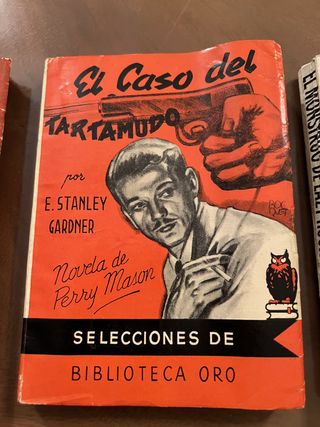 El Caso del
TARTAMUDO
por
E. STANLEY
GARDNER
Novela de
Perry Mason
SELECCIONES DE
BIBLIOTECA ORO